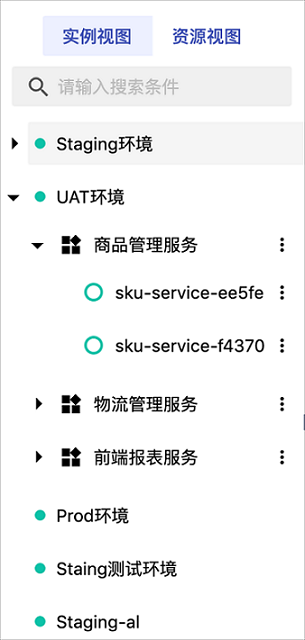 实例视图 资源视图
请输入搜索条件
Staging环境
UAT环境
商品管理服务
sku-service-ee5fe
sku-service-f4370
物流管理服务
前端报表服务
Prod环境
Staing测试环境
Staging-al